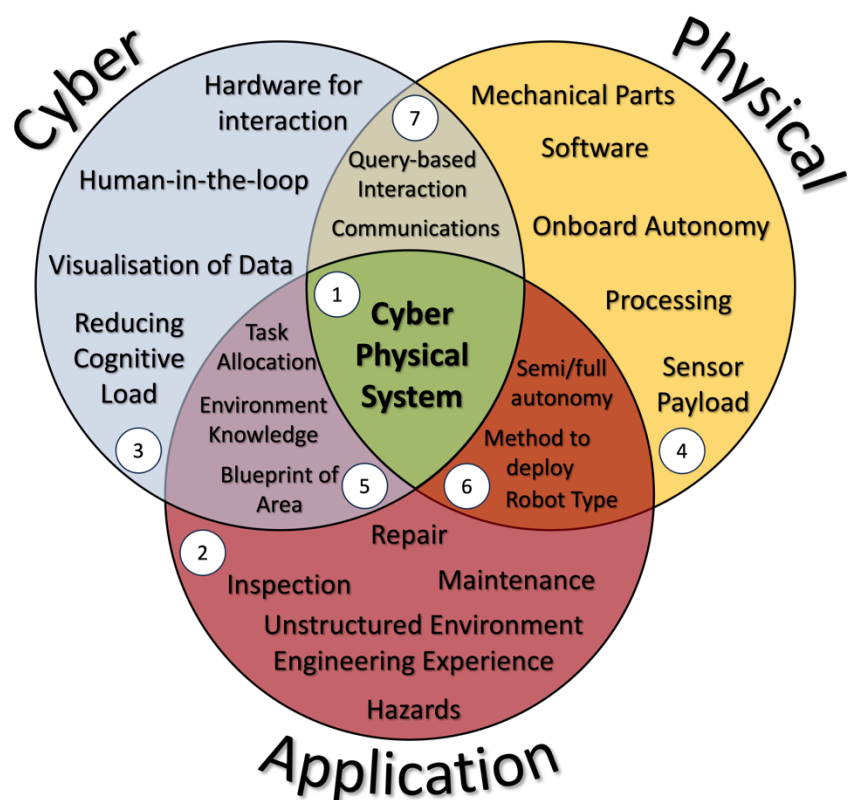 Cyber
Physical
Hardware for
interaction
Human-in-the-loop
Visualisation of Data
Reducing
Cognitive
Load
3
7
Query-based
Interaction
Communications
Mechanical Parts
Software
Onboard Autonomy
Processing
Sensor
Payload
4
1
Cyber
Physical
System
Task
Allocation
Environment
Knowledge
Blueprint of
Area
5
Semi/full
autonomy
Method to
deploy
Robot Type
6
2
Repair
Inspection
Maintenance
Unstructured Environment
Engineering Experience
Hazards
Application